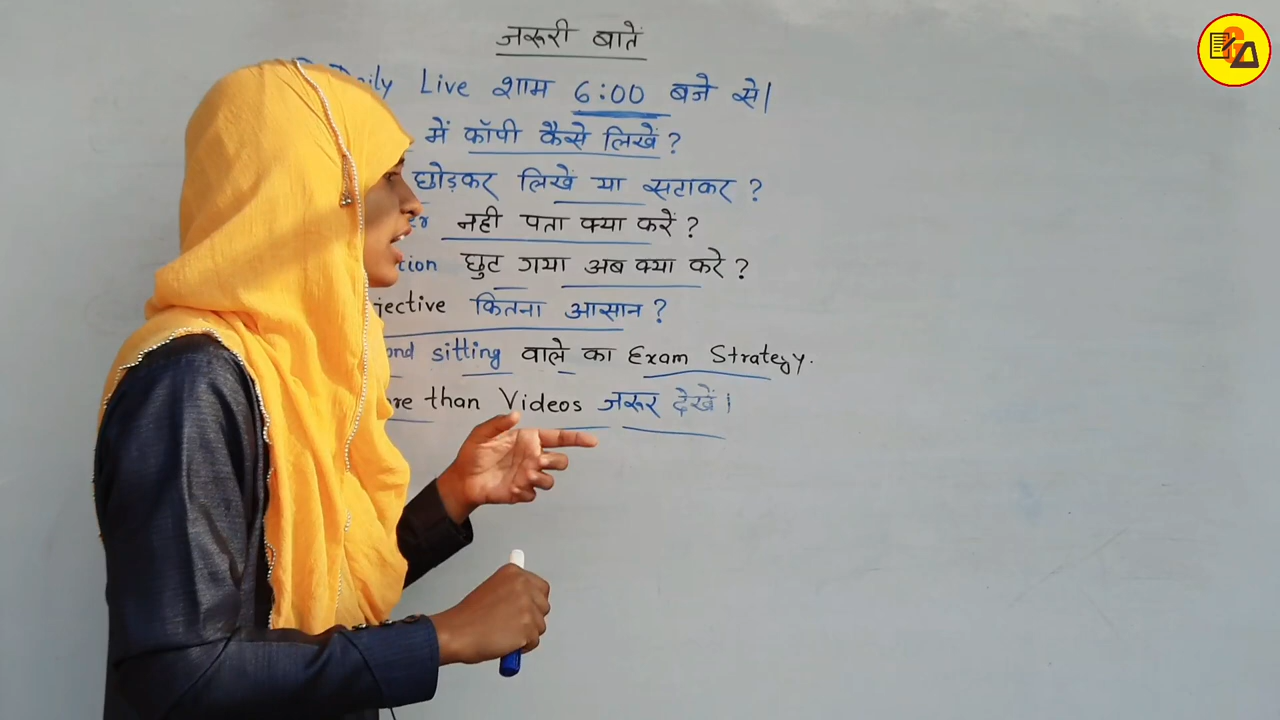 जरूरी बातें
Daily Live शाम 6:00 बजे से।
में कॉपी कैसे लिखें ?
छोड़कर लिखें या सटाकर ?
नही पता क्या करें ?
छुट गया अब क्या करे ?
कितना आसान ?
sitting वाले का Exam Strategy.
than Videos जरूर देखें।